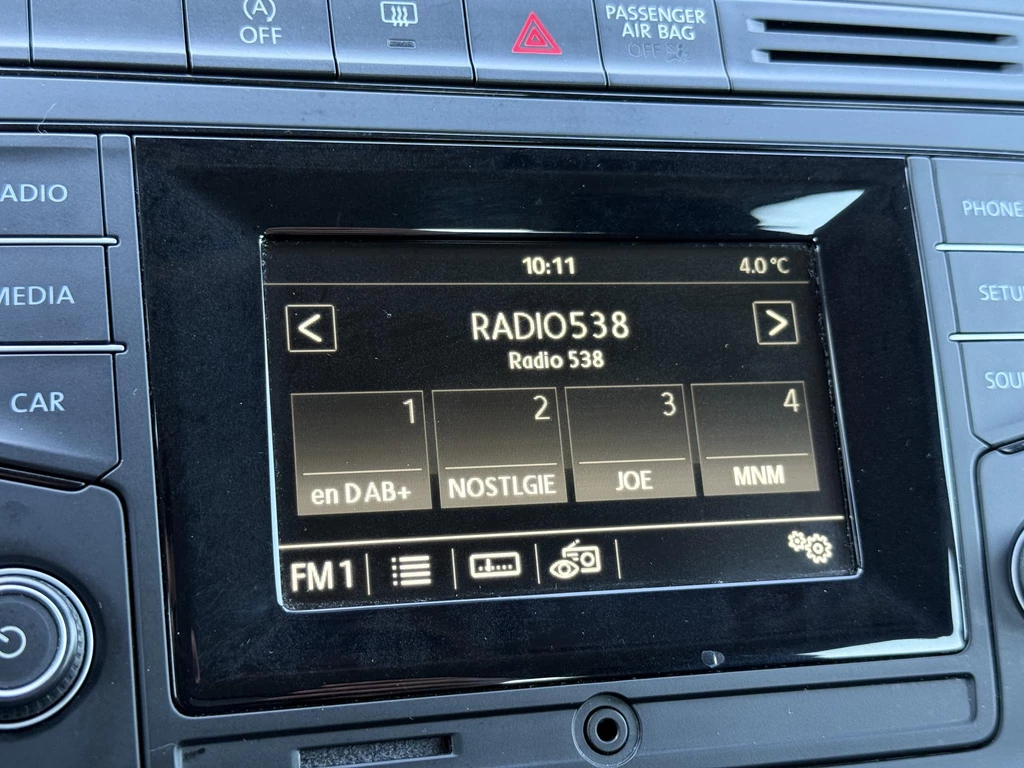 OFF
PASSENGER
AIR BAG
OFF
ADIO
MEDIA
CAR
PHONE
SETU
SOU
10:11
4.0°C
<
RADIO538
>
Radio 538
1
2
3
4
en DAB+
NOSTLGIE
JOE
MNM
FM1